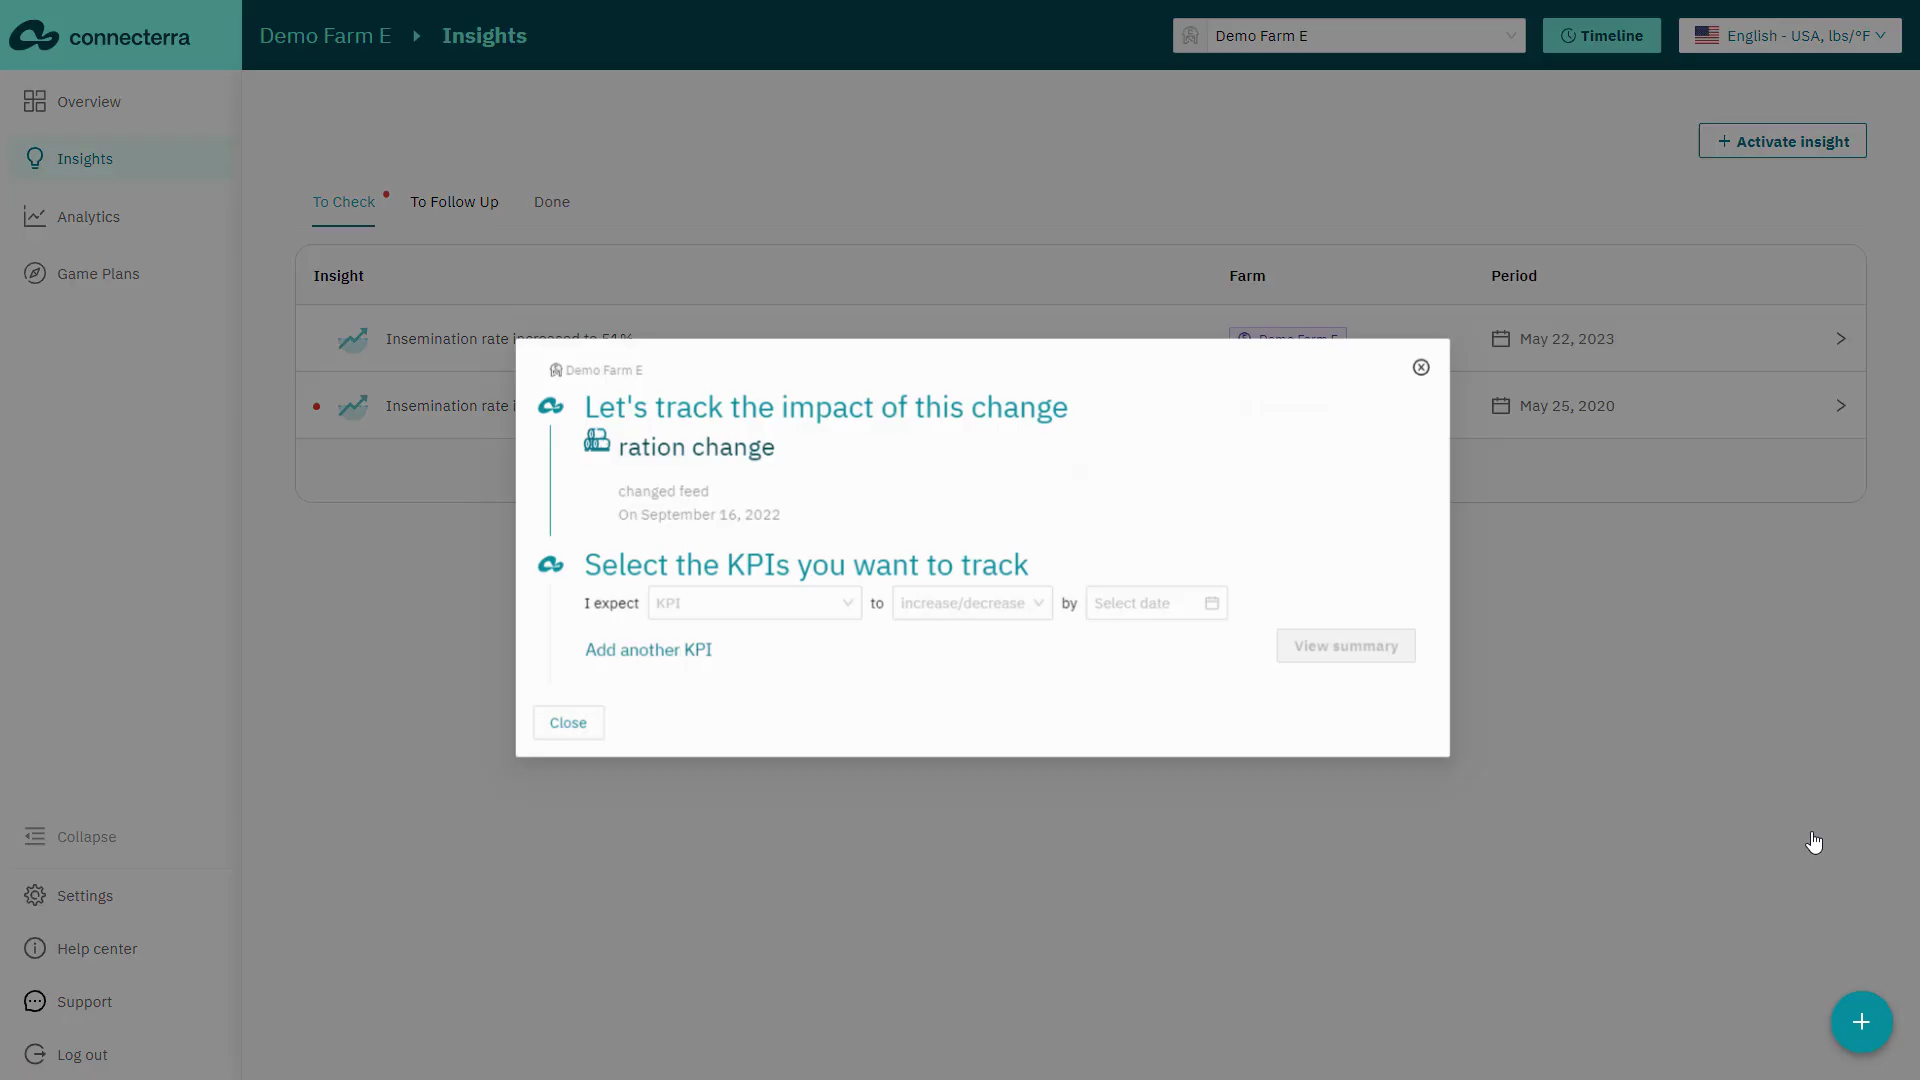 connecterra
Demo Farm E
Insights
Demo Farm E
Timeline
English - USA, lbs/°F
Overview
Insights
Analytics
Game Plans
Collapse
Settings
Help center
Support
Log out
+ Activate insight
To Check
To Follow Up
Done
Insight
Farm
Period
Insemination rate increased to 51%
Demo Farm E
May 22, 2023
Insemination rate
May 25, 2020
Demo Farm E
Let's track the impact of this change
ration change
changed feed
On September 16, 2022
Select the KPIs you want to track
I expect KPI to increase/decrease by Select date
Add another KPI
View summary
Close